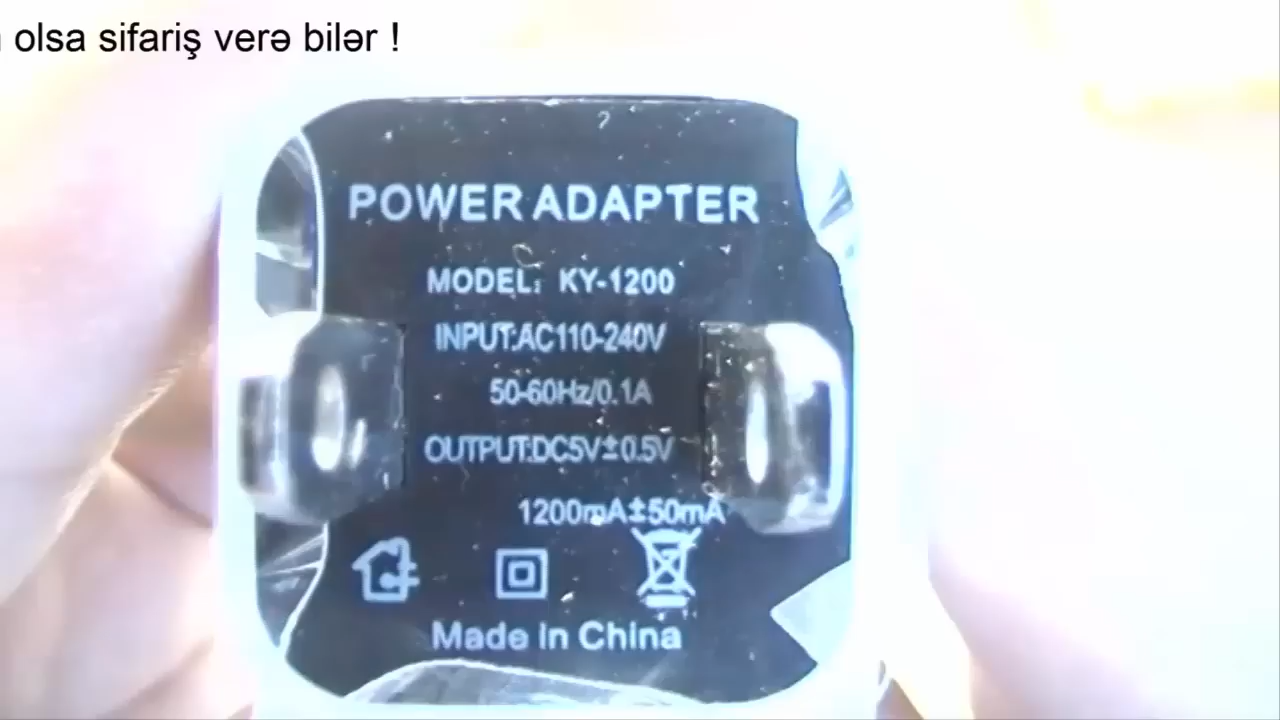 olsa sifariş verə bilər !
POWER ADAPTER
MODEL: KY-1200
INPUT:AC110-240V
50-60Hz/0.1A
OUTPUT:DC5V±0.5V
1200mA±50mA
Made in China